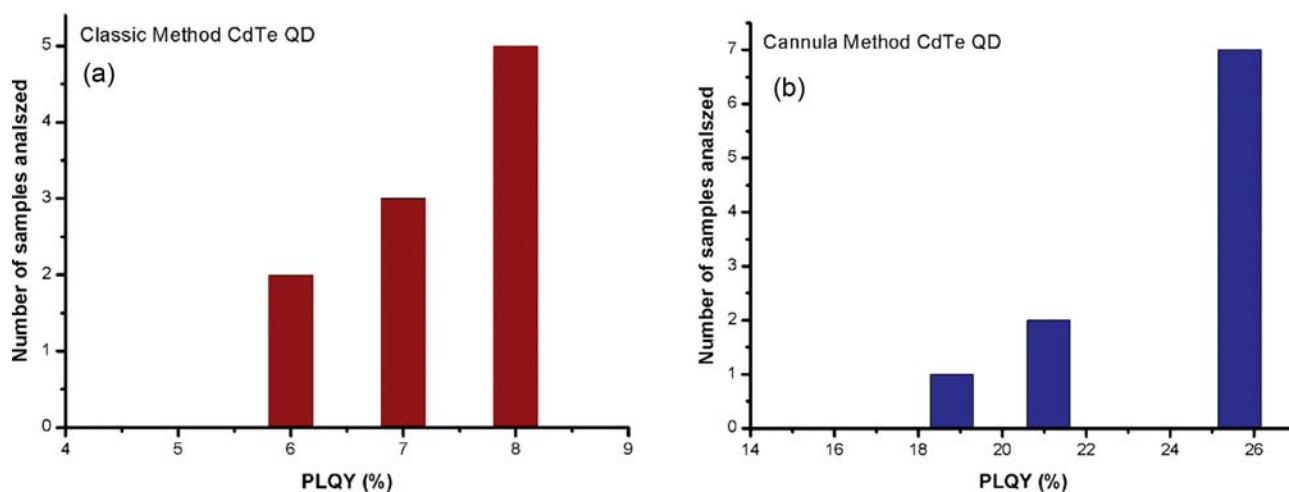 Classic Method CdTe QD
(a)
Number of samples analszed
5
4
3
2
1
0
4 5 6 7 8 9
PLQY (%)
Cannula Method CdTe QD
(b)
Number of samples analszed
7
6
5
4
3
2
1
0
14 16 18 20 22 24 26
PLQY (%)